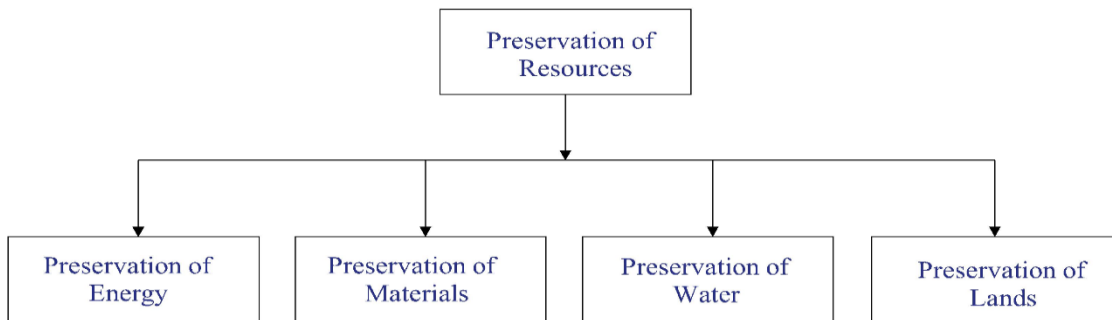 Preservation of
Resources
Preservation of
Energy
Preservation of
Materials
Preservation of
Water
Preservation of
Lands